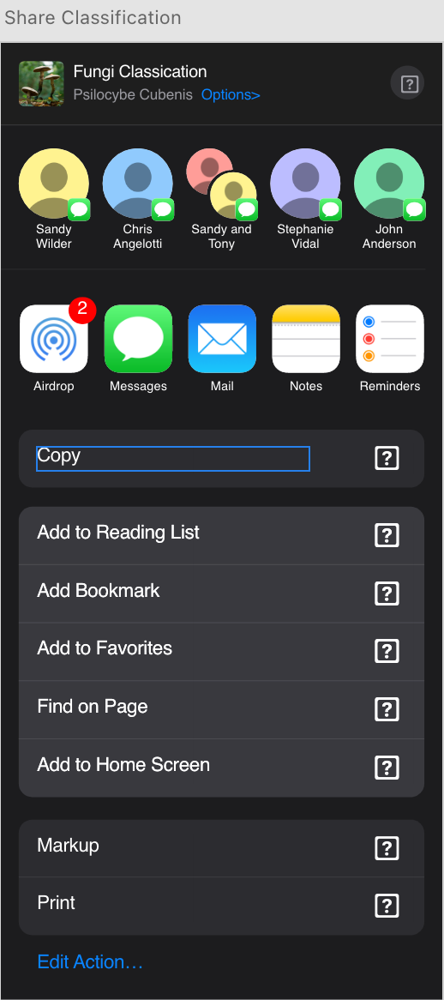 Share Classification
Fungi Classication
Psilocybe Cubenis Options>
Sandy
Wilder
Chris
Angelotti
Sandy and
Tony
Stephanie
Vidal
John
Anderson
2
Airdrop
Messages
Mail
Notes
Reminders
Copy
Add to Reading List
Add Bookmark
Add to Favorites
Find on Page
Add to Home Screen
Markup
Print
Edit Action…